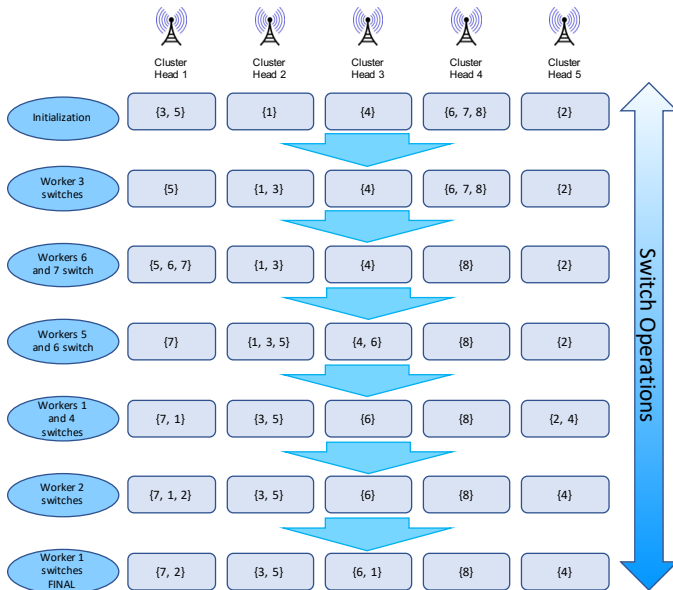 Cluster
Head 1
Cluster
Head 2
Cluster
Head 3
Cluster
Head 4
Cluster
Head 5
Initialization
{3, 5}
{1}
{4}
{6, 7, 8}
{2}
Worker 3
switches
{5}
{1, 3}
{4}
{6, 7, 8}
{2}
Workers 6
and 7 switch
{5, 6, 7}
{1, 3}
{4}
{8}
{2}
Workers 5
and 6 switch
{7}
{1, 3, 5}
{4, 6}
{8}
{2}
Workers 1
and 4
switches
{7, 1}
{3, 5}
{6}
{8}
{2, 4}
Worker 2
switches
{7, 1, 2}
{3, 5}
{6}
{8}
{4}
Worker 1
switches
FINAL
{7, 2}
{3, 5}
{6, 1}
{8}
{4}
Switch Operations